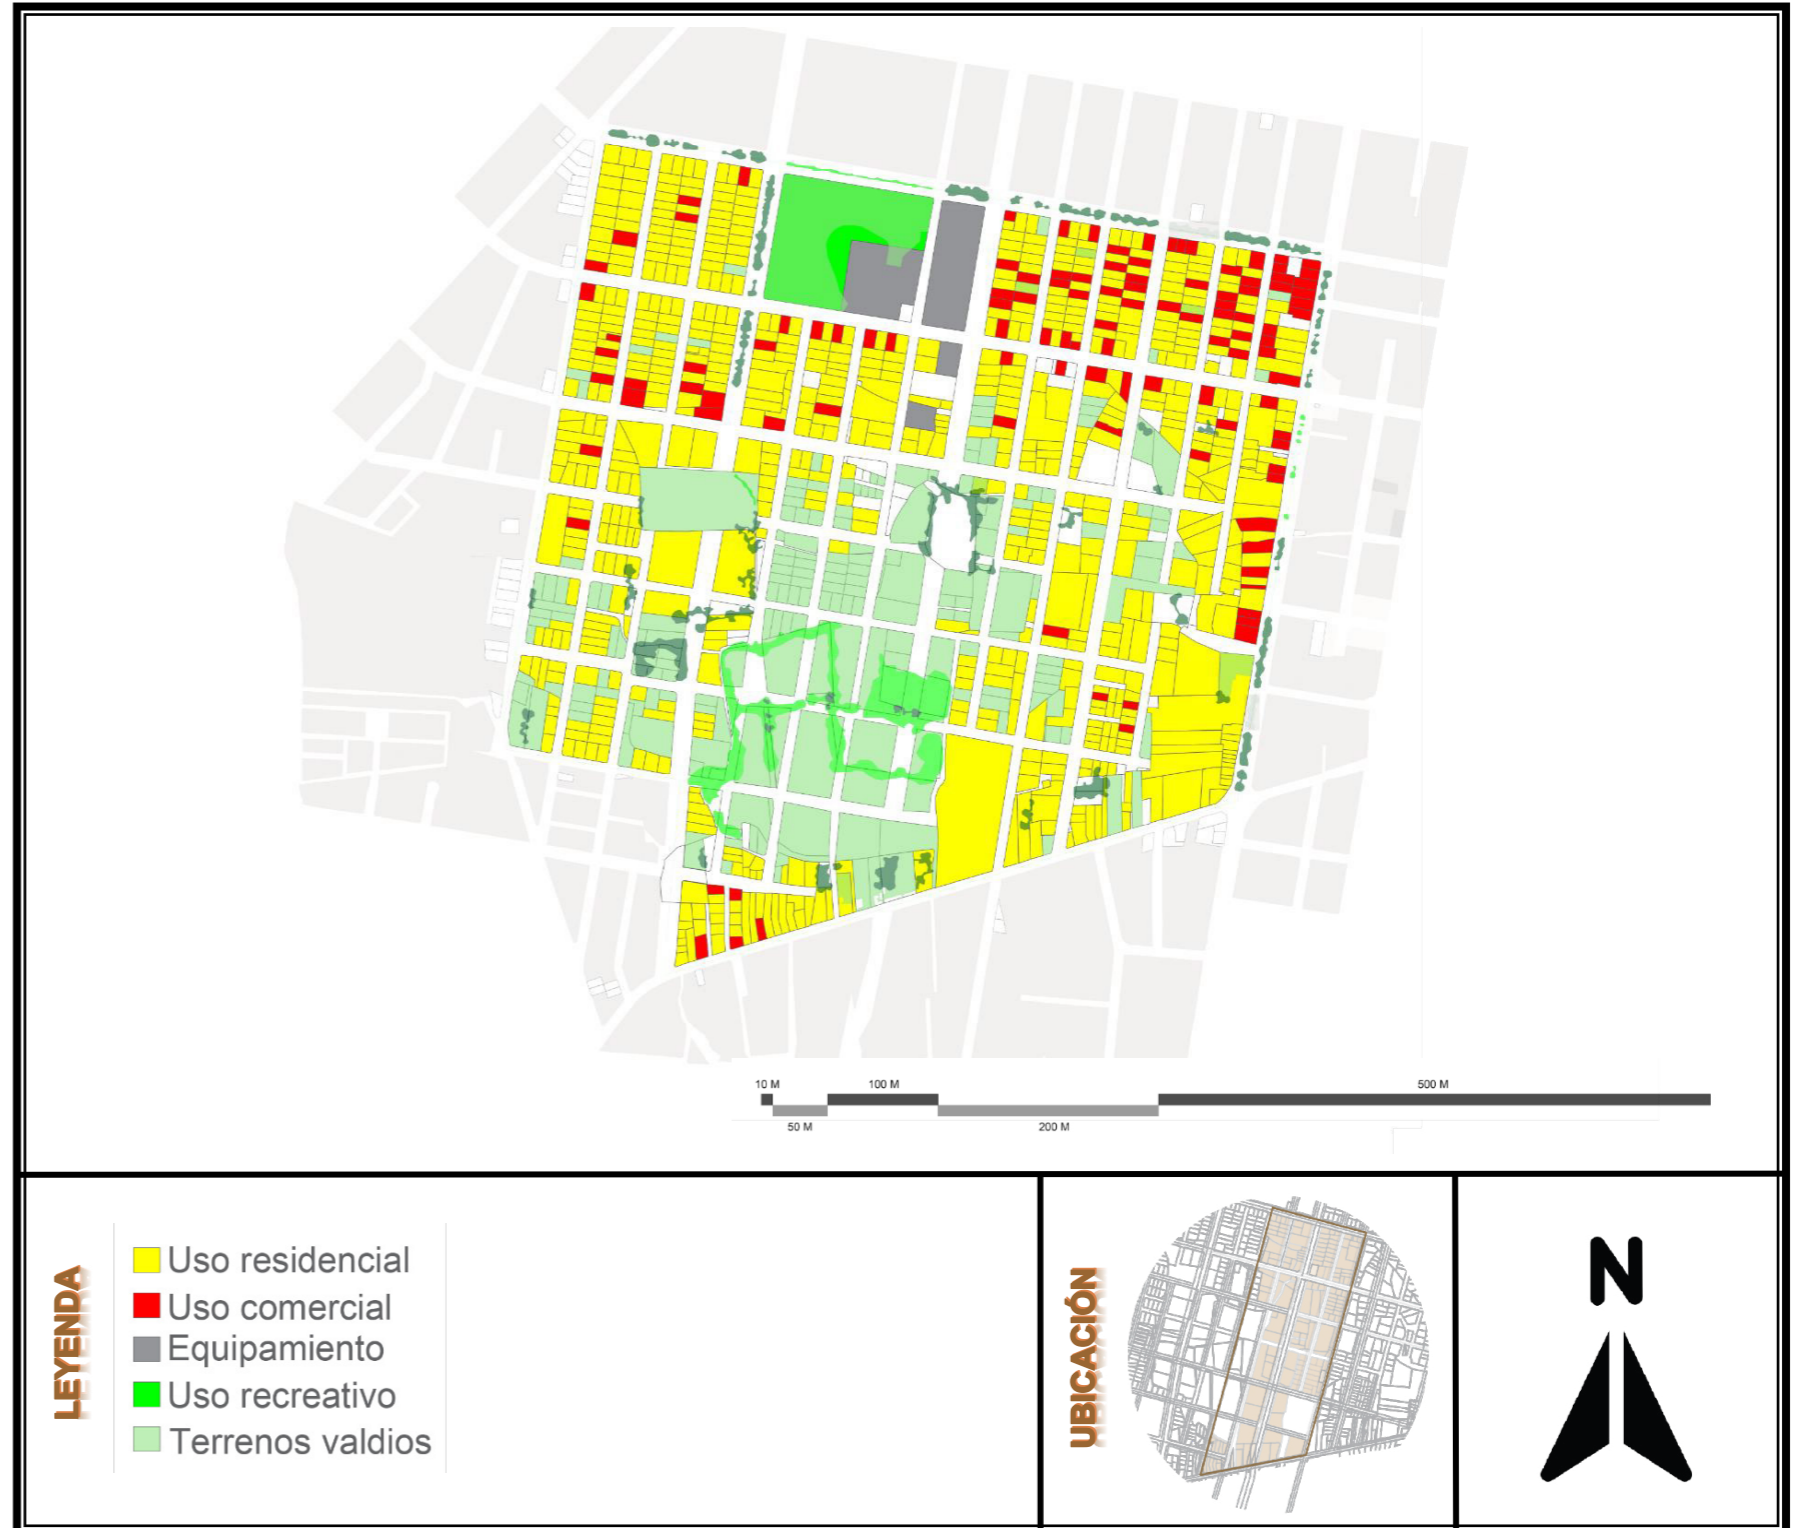 10 M
100 M
500 M
50 M
200 M
LEYENDA
Uso residencial
Uso comercial
Equipamiento
Uso recreativo
Terrenos valdios
UBICACIÓN
N